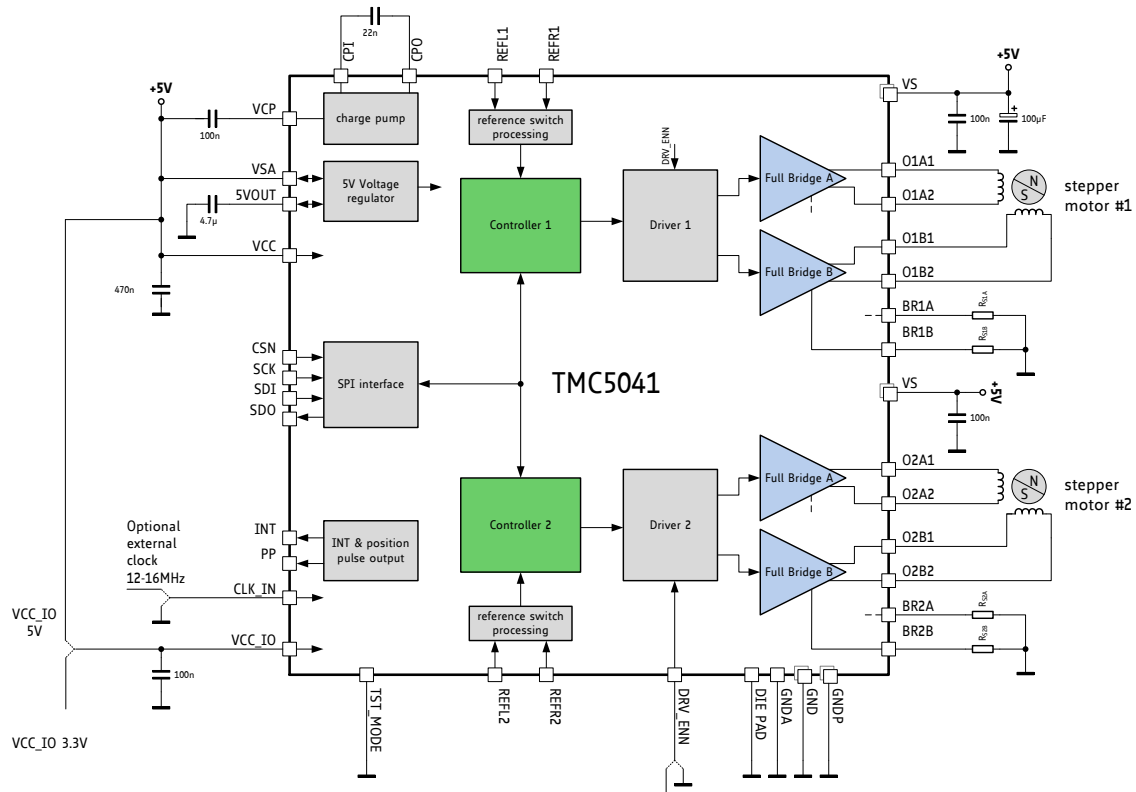 22n
CPI
CPO
REFL1
REFR1
+5V
+5V
VS
VCP
100n
charge pump
reference switch
processing
100n
+
100µF
DRV_ENN
VSA
5VOUT
4.7µ
5V Voltage
regulator
Controller 1
Driver 1
Full Bridge A
O1A1
O1A2
N
S
stepper
motor #1
VCC
470n
Full Bridge B
O1B1
O1B2
BR1A
RS1A
BR1B
RS1B
CSN
SCK
SDI
SDO
SPI interface
TMC5041
VS
+5V
100n
O2A1
Full Bridge A
O2A2
N
S
stepper
motor #2
Optional
external
clock
12-16MHz
INT
PP
INT & position
pulse output
Controller 2
Driver 2
Full Bridge B
O2B1
O2B2
CLK_IN
BR2A
RS2A
VCC_IO
5V
reference switch
processing
BR2B
RS2B
VCC_IO
100n
TST_MODE
REFL2
REFR2
DRV_ENN
DIE PAD
GNDA
GND
GNDP
VCC_IO 3.3V